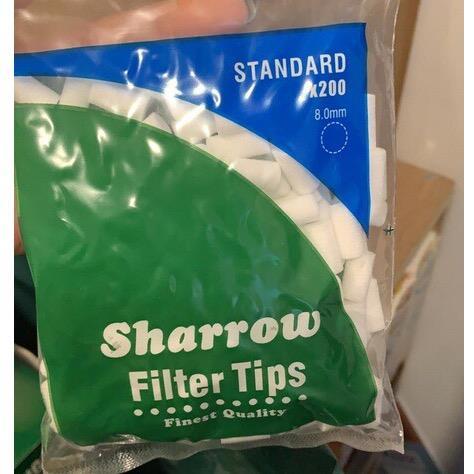 STANDARD
x200
8.0mm
Sharrow
Filter Tips
Finest Quality